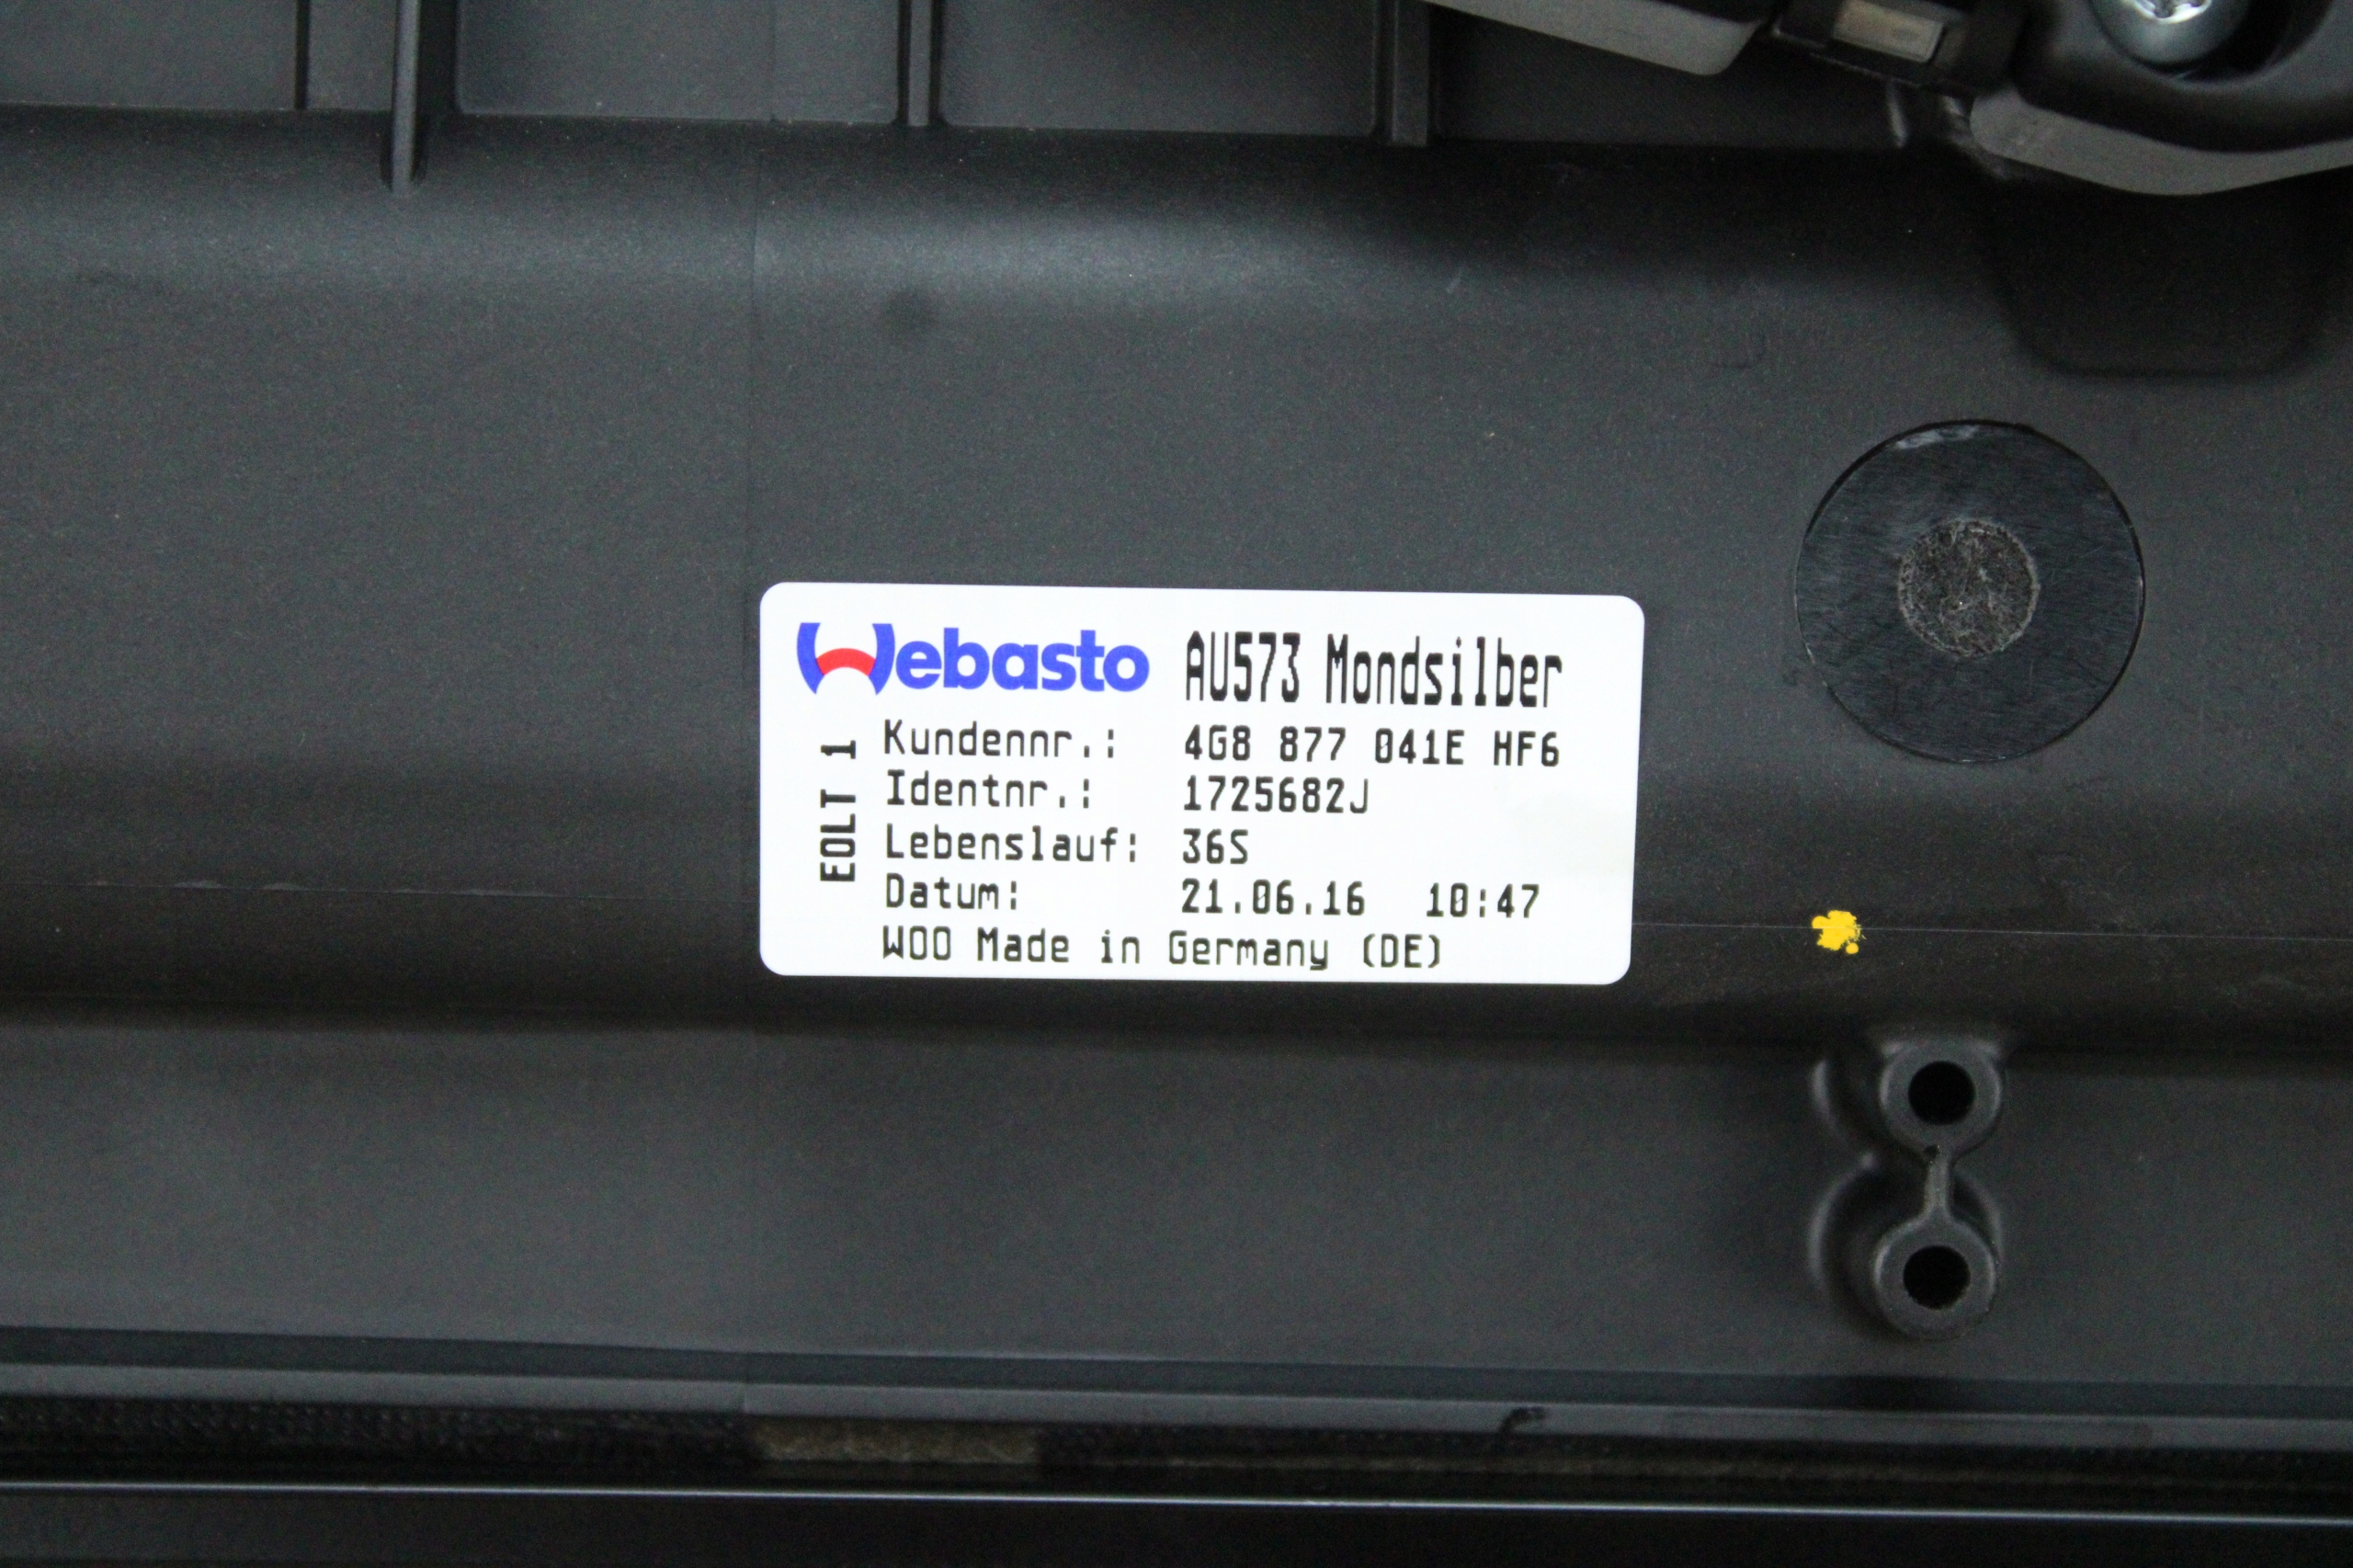 Webasto AU573 Mondsilber
EOLT 1
Kundennr.: 4G8 877 041E HF6
Identnr.: 1725682J
Lebenslauf: 36S
Datum: 21.06.16 10:47
WOO Made in Germany (DE)